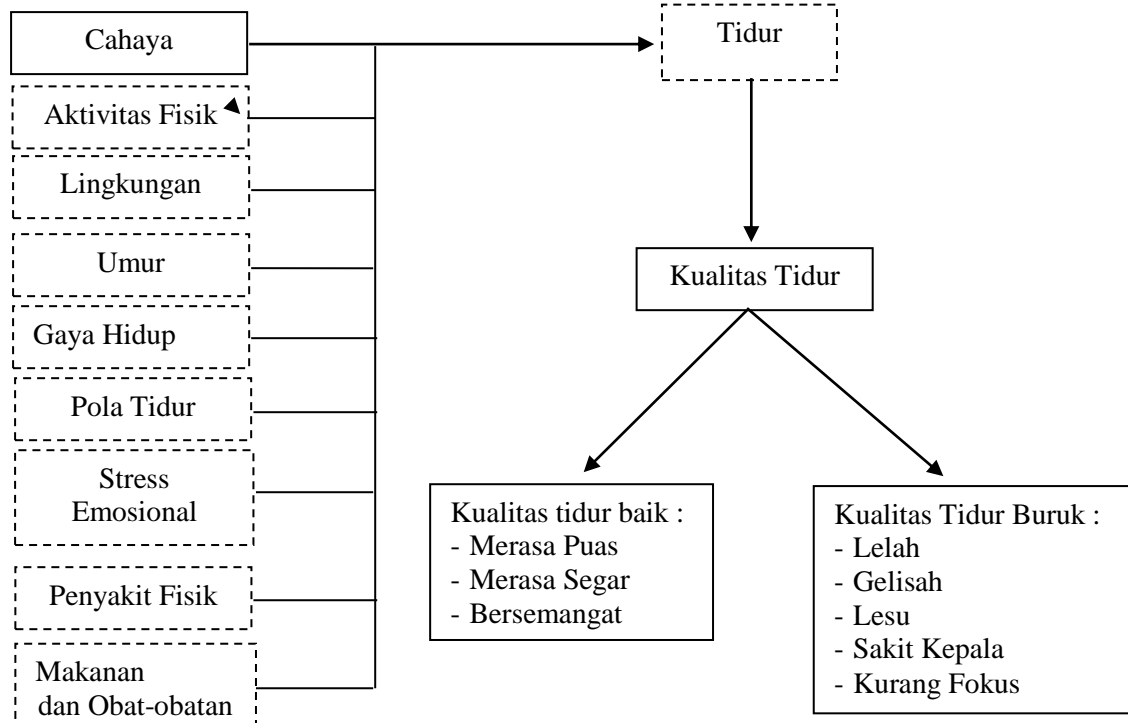 Cahaya
Aktivitas Fisik
Lingkungan
Umur
Gaya Hidup
Pola Tidur
Stress
Emosional
Penyakit Fisik
Makanan
dan Obat-obatan
Tidur
Kualitas Tidur
Kualitas tidur baik :
- Merasa Puas
- Merasa Segar
- Bersemangat
Kualitas Tidur Buruk :
- Lelah
- Gelisah
- Lesu
- Sakit Kepala
- Kurang Fokus